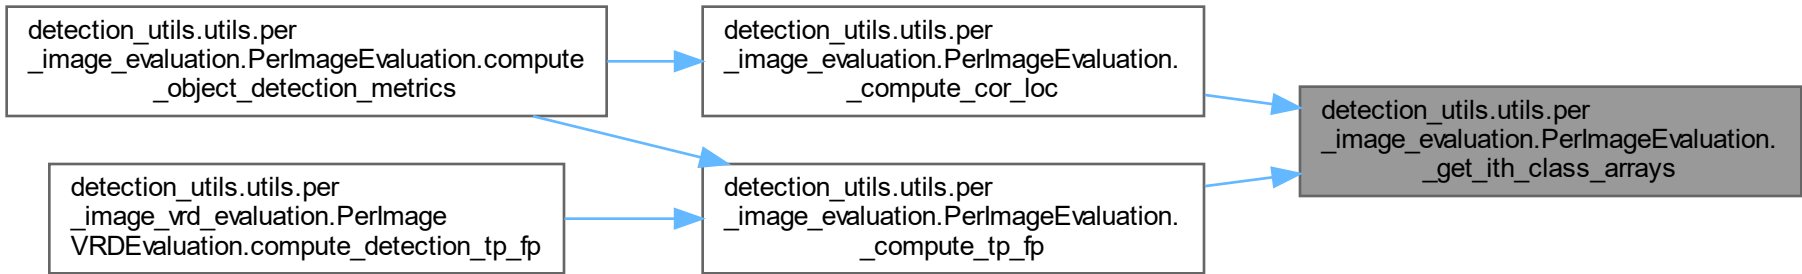 detection_utils.utils.per
_image_evaluation.PerImageEvaluation.compute
_object_detection_metrics
detection_utils.utils.per
_image_vrd_evaluation.PerImage
VRDEvaluation.compute_detection_tp_fp
detection_utils.utils.per
_image_evaluation.PerImageEvaluation.
_compute_cor_loc
detection_utils.utils.per
_image_evaluation.PerImageEvaluation.
_compute_tp_fp
detection_utils.utils.per
_image_evaluation.PerImageEvaluation.
_get_ith_class_arrays